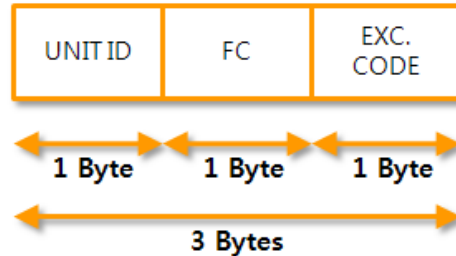 UNIT ID
FC
EXC.
CODE
1 Byte
1 Byte
1 Byte
3 Bytes